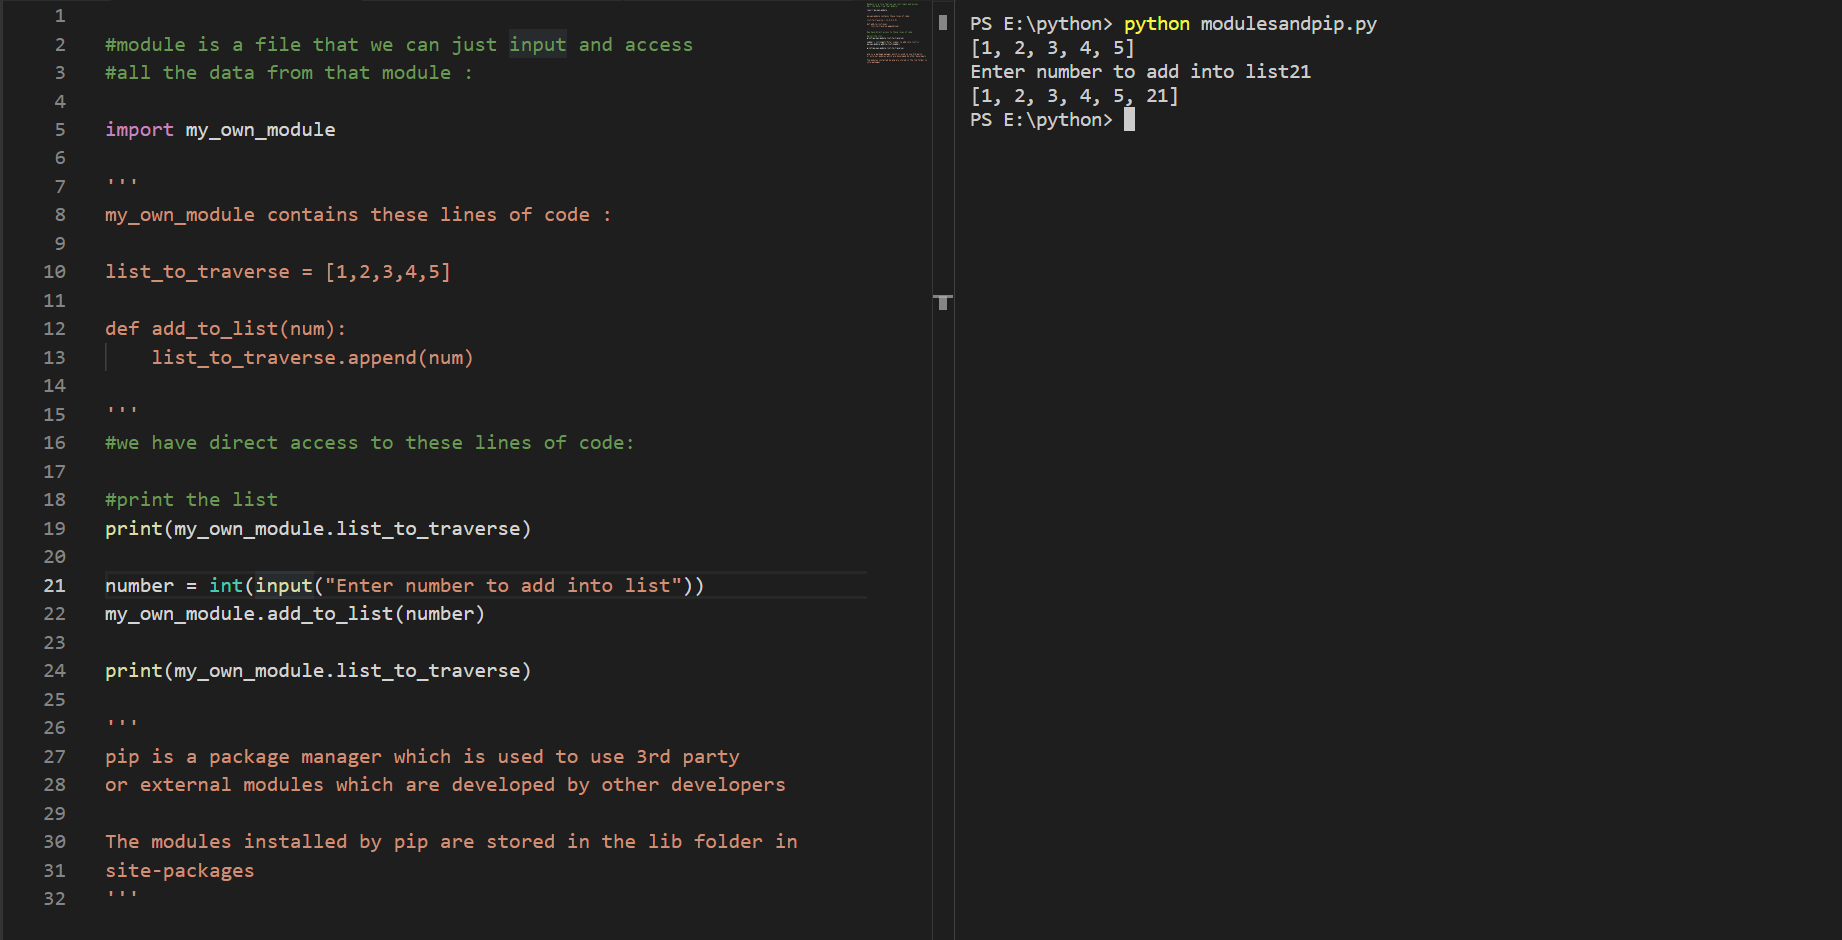 1
2 #module is a file that we can just input and access
3 #all the data from that module :
4
5 import my_own_module
6
7 '''
8 my_own_module contains these lines of code :
9
10 list_to_traverse = [1,2,3,4,5]
11
12 def add_to_list(num):
13     list_to_traverse.append(num)
14
15 '''
16 #we have direct access to these lines of code:
17
18 #print the list
19 print(my_own_module.list_to_traverse)
20
21 number = int(input("Enter number to add into list"))
22 my_own_module.add_to_list(number)
23
24 print(my_own_module.list_to_traverse)
25
26 '''
27 pip is a package manager which is used to use 3rd party
28 or external modules which are developed by other developers
29
30 The modules installed by pip are stored in the lib folder in
31 site-packages
32 '''
PS E:\python> python modulesandpip.py
[1, 2, 3, 4, 5]
Enter number to add into list21
[1, 2, 3, 4, 5, 21]
PS E:\python>